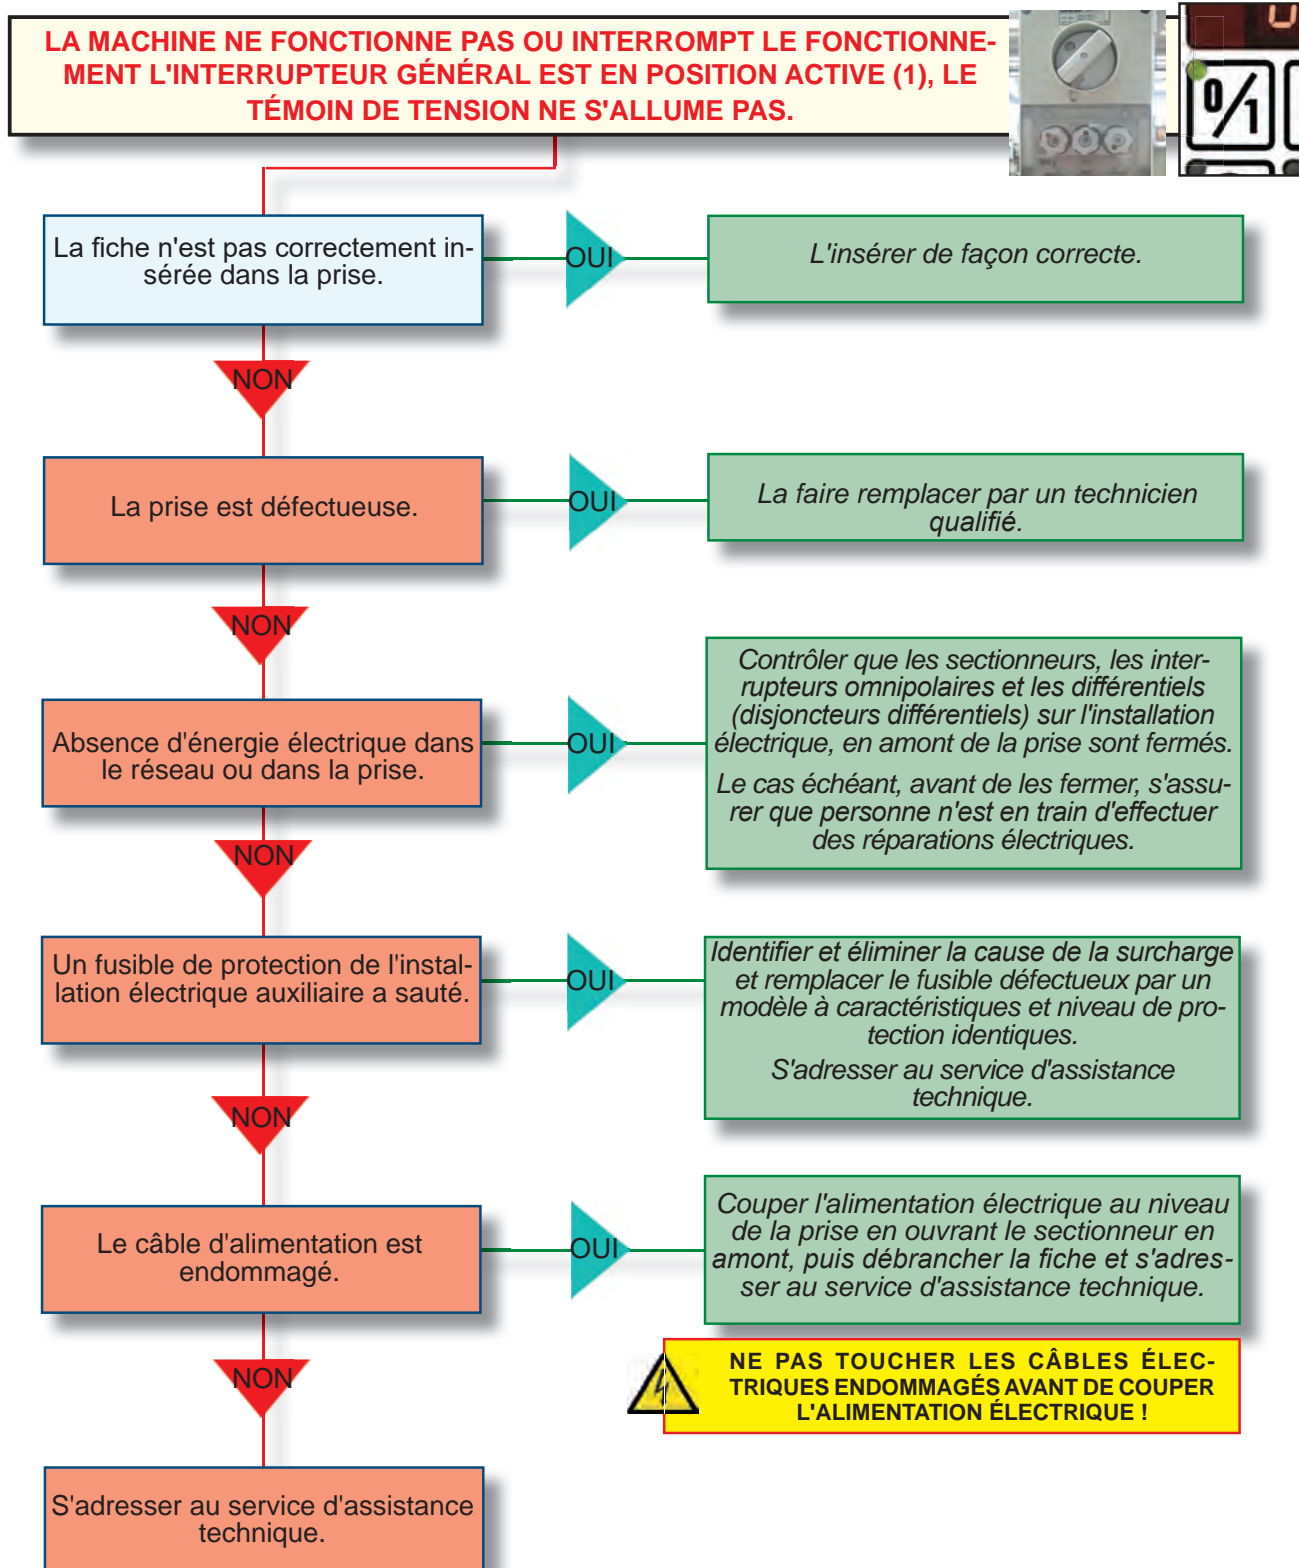 LA MACHINE NE FONCTIONNE PAS OU INTERROMPT LE FONCTIONNE-
MENT L'INTERRUPTEUR GÉNÉRAL EST EN POSITION ACTIVE (1), LE
TÉMOIN DE TENSION NE S'ALLUME PAS.
0/1
La fiche n'est pas correctement in-
sérée dans la prise.
OUI
L'insérer de façon correcte.
NON
La prise est défectueuse.
OUI
La faire remplacer par un technicien
qualifié.
NON
Absence d'énergie électrique dans
le réseau ou dans la prise.
OUI
Contrôler que les sectionneurs, les inter-
rupteurs omnipolaires et les différentiels
(disjoncteurs différentiels) sur l'installation
électrique, en amont de la prise sont fermés.
Le cas échéant, avant de les fermer, s'assu-
rer que personne n'est en train d'effectuer
des réparations électriques.
NON
Un fusible de protection de l'instal-
lation électrique auxiliaire a sauté.
OUI
Identifier et éliminer la cause de la surcharge
et remplacer le fusible défectueux par un
modèle à caractéristiques et niveau de pro-
tection identiques.
S'adresser au service d'assistance
technique.
NON
Le câble d'alimentation est
endommagé.
OUI
Couper l'alimentation électrique au niveau
de la prise en ouvrant le sectionneur en
amont, puis débrancher la fiche et s'adres-
ser au service d'assistance technique.
NE PAS TOUCHER LES CÂBLES ÉLEC-
TRIQUES ENDOMMAGÉS AVANT DE COUPER
L'ALIMENTATION ÉLECTRIQUE !
NON
S'adresser au service d'assistance
technique.